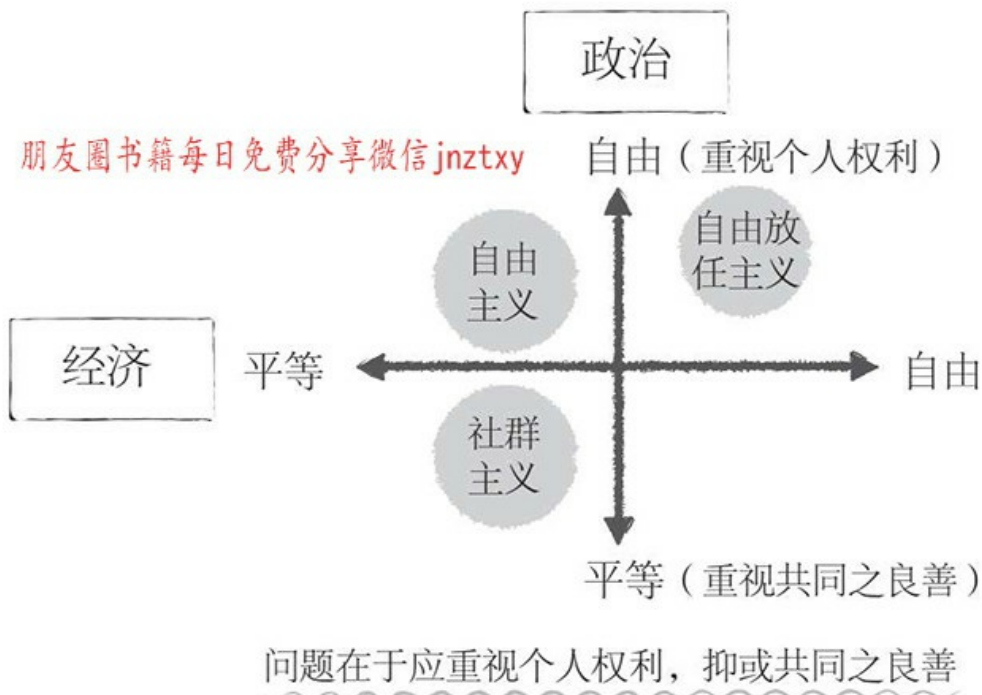 政治
朋友圈书籍每日免费分享微信jnztxy
自由（重视个人权利）
自由
主义
自由放
任主义
经济
平等
自由
社群
主义
平等（重视共同之良善）
问题在于应重视个人权利，抑或共同之良善